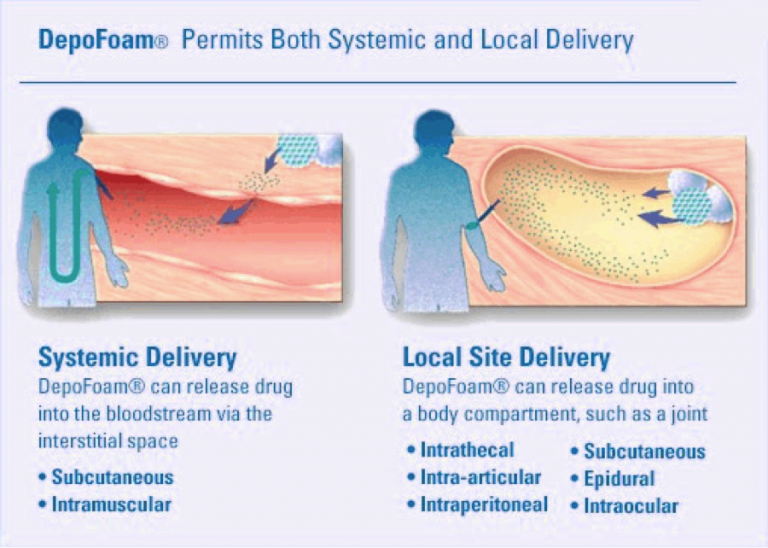 DepoFoam® Permits Both Systemic and Local Delivery
Systemic Delivery
DepoFoam® can release drug
into the bloodstream via the
interstitial space
• Subcutaneous
• Intramuscular
Local Site Delivery
DepoFoam® can release drug into
a body compartment, such as a joint
• Intrathecal
• Intra-articular
• Intraperitoneal
• Subcutaneous
• Epidural
• Intraocular